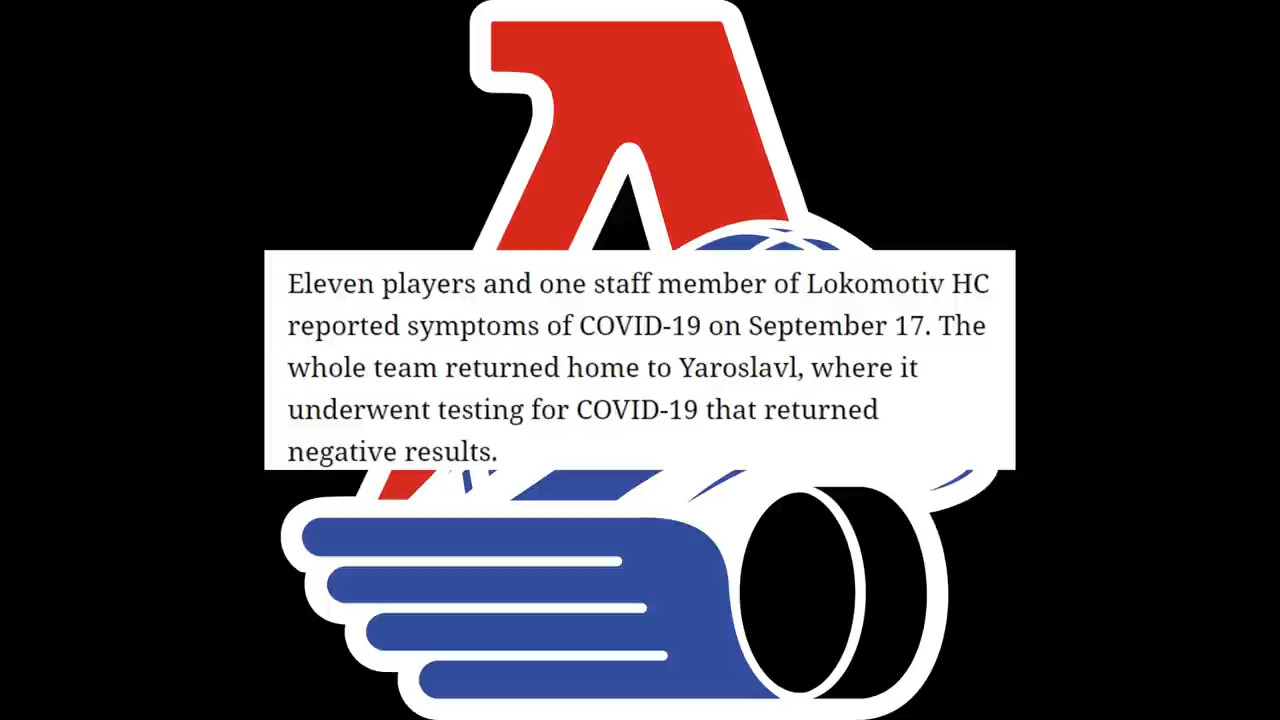 Eleven players and one staff member of Lokomotiv HC
reported symptoms of COVID-19 on September 17. The
whole team returned home to Yaroslavl, where it
underwent testing for COVID-19 that returned
negative results.